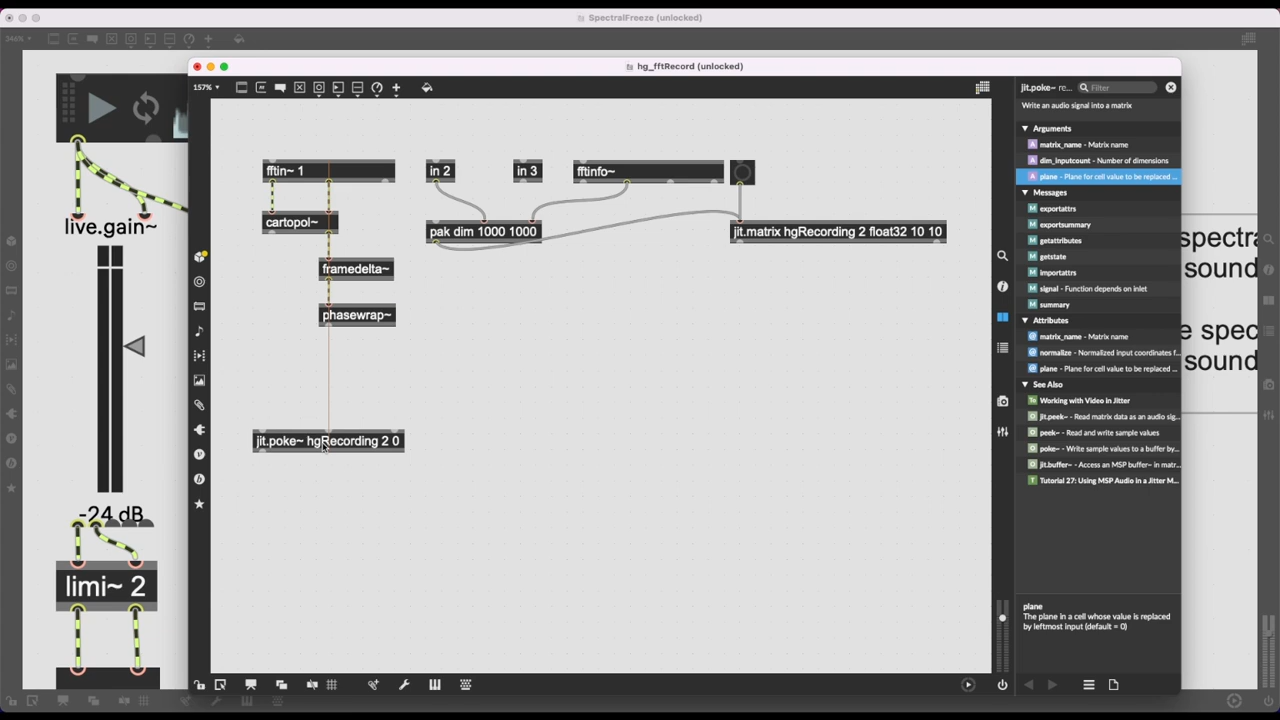 SpectralFreeze (unlocked)
346%
hg_fftRecord (unlocked)
157%
jit.poke~ re...
Filter
Write an audio signal into a matrix
Arguments
matrix_name - Matrix name
dim_inputcount - Number of dimensions
plane - Plane for cell value to be replaced ...
Messages
exportattrs
exportsummary
getattributes
getstate
importattrs
signal - Function depends on inlet
summary
Attributes
matrix_name - Matrix name
normalize - Normalized input coordinates f...
plane - Plane for cell value to be replaced ...
See Also
Working with Video in Jitter
jit.peek~ - Read matrix data as an audio sig...
peek~ - Read and write sample values
poke~ - Write sample values to a buffer by...
jit.buffer~ - Access an MSP buffer~ in matr...
Tutorial 27: Using MSP Audio in a Jitter M...
plane
The plane in a cell whose value is replaced
by leftmost input (default = 0)
fftin~ 1
in 2
in 3
fftinfo~
cartopol~
pak dim 1000 1000
jit.matrix hgRecording 2 float32 10 10
framedelta~
phasewrap~
jit.poke~ hgRecording 2 0
live.gain~
-24 dB
limi~ 2
spectra
sound
e spec
sound